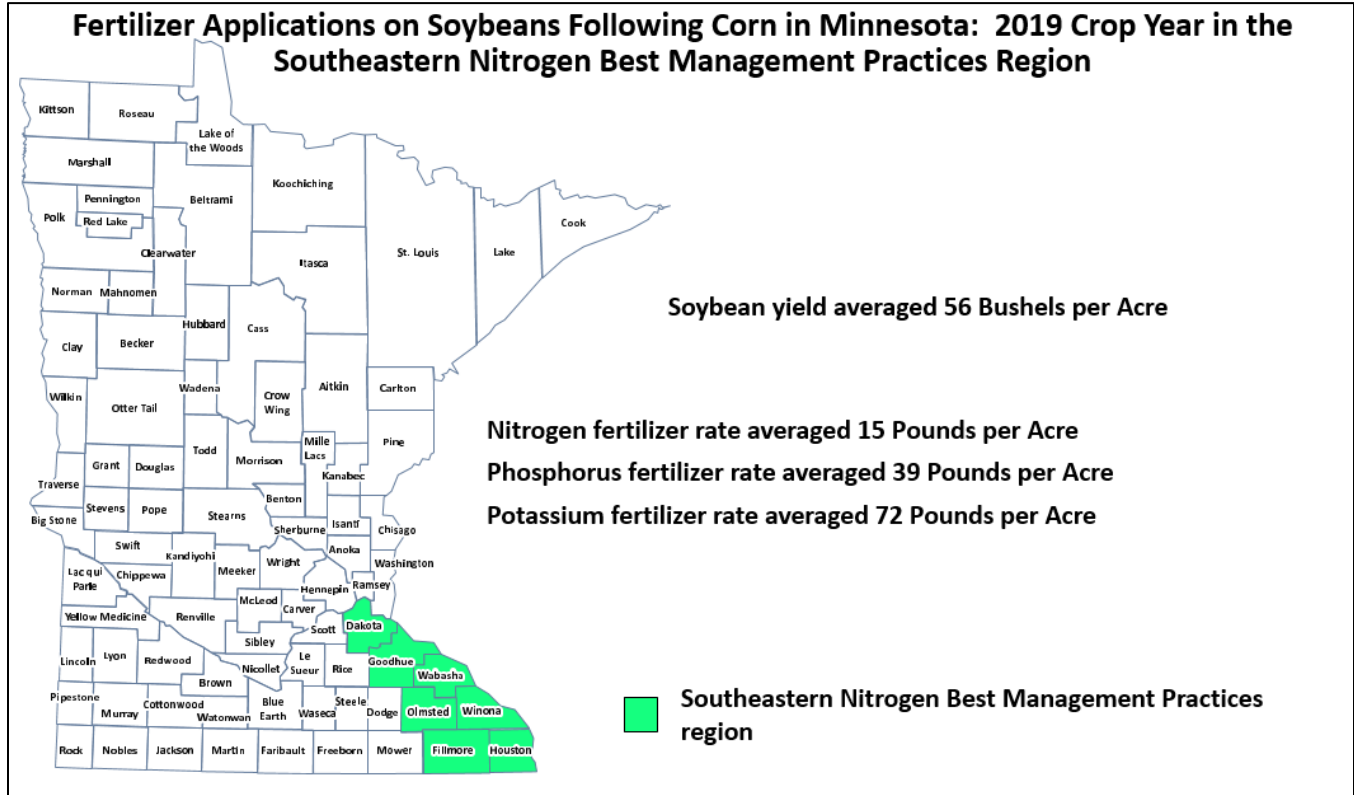 Fertilizer Applications on Soybeans Following Corn in Minnesota: 2019 Crop Year in the
Southeastern Nitrogen Best Management Practices Region
Kittson
Roseau
Lake of
the Woods
Marshall
Koochiching
Pennington
Beltrami
Polk
Red Lake
Cook
Clearwater
St. Louis
Lake
Itasca
Norman
Mahnomen
Hubbard
Cass
Clay
Becker
Soybean yield averaged 56 Bushels per Acre
Wilkin
Wadena
Aitkin
Carlton
Otter Tail
Crow
Wing
Nitrogen fertilizer rate averaged 15 Pounds per Acre
Mille
Lacs
Pine
Todd
Morrison
Grant
Douglas
Phosphorus fertilizer rate averaged 39 Pounds per Acre
Kanabec
Traverse
Benton
Stevens
Pope
Stearns
Potassium fertilizer rate averaged 72 Pounds per Acre
Big Stone
Sherburne
Isanti
Chisago
Swift
Kandiyohi
Anoka
Wright
Washington
Lac qui
Parle
Chippewa
Meeker
Hennepin
Ramsey
McLeod
Carver
Yellow Medicine
Renville
Scott
Dakota
Sibley
Lincoln
Lyon
Redwood
Nicollet
Le
Sueur
Rice
Goodhue
Wabasha
Brown
Pipestone
Murray
Cottonwood
Watonwan
Blue
Earth
Waseca
Steele
Dodge
Olmsted
Winona
Southeastern Nitrogen Best Management Practices
region
Rock
Nobles
Jackson
Martin
Faribault
Freeborn
Mower
Fillmore
Houston